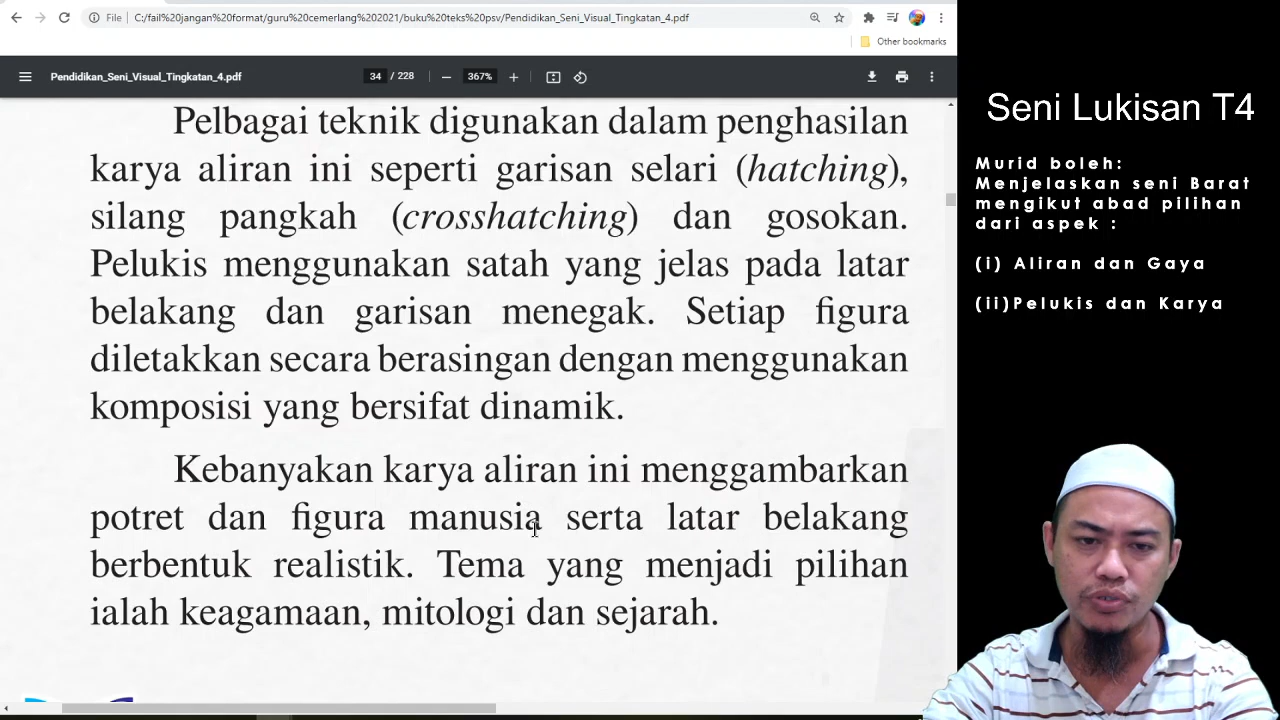 File
C:/fail%20jangan%20format/guru%20cemerlang%202021/buku%20teks%20psv/Pendidikan_Seni_Visual_Tingkatan_4.pdf
Other bookmarks
Pendidikan_Seni_Visual_Tingkatan_4.pdf
34 / 228
367%
Pelbagai teknik digunakan dalam penghasilan
karya aliran ini seperti garisan selari (hatching),
silang pangkah (crosshatching) dan gosokan.
Pelukis menggunakan satah yang jelas pada latar
belakang dan garisan menegak. Setiap figura
diletakkan secara berasingan dengan menggunakan
komposisi yang bersifat dinamik.
Kebanyakan karya aliran ini menggambarkan
potret dan figura manusia serta latar belakang
berbentuk realistik. Tema yang menjadi pilihan
ialah keagamaan, mitologi dan sejarah.
Seni Lukisan T4
Murid boleh:
Menjelaskan seni Barat
mengikut abad pilihan
dari aspek :
(i) Aliran dan Gaya
(ii)Pelukis dan Karya